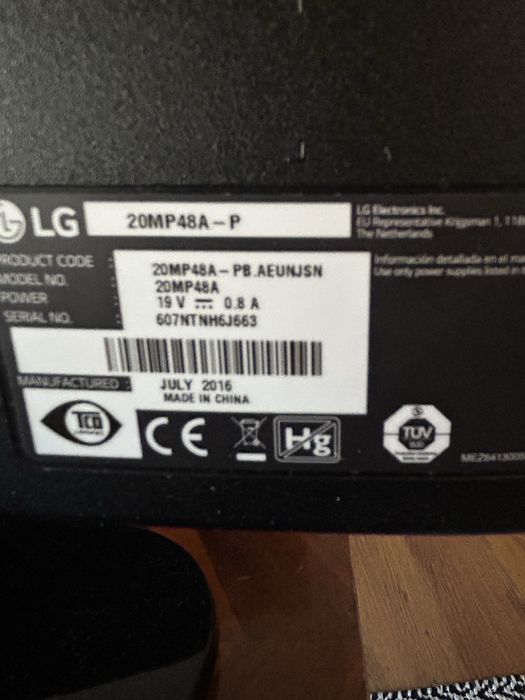 LG
20MP48A-P
LG Electronics Inc.
EU Representative Krijgsman 1, 
The Netherlands
PRODUCT CODE : 20MP48A-PB.AEUNJSN
MODEL NO. : 20MP48A
POWER : 19 V ⎓ 0.8 A
SERIAL NO. : 607NTNH6J663
Información detallada en el
Use only power supplies listed in
MANUFACTURED : JULY 2016
MADE IN CHINA
TCO
CE
Hg
TÜV